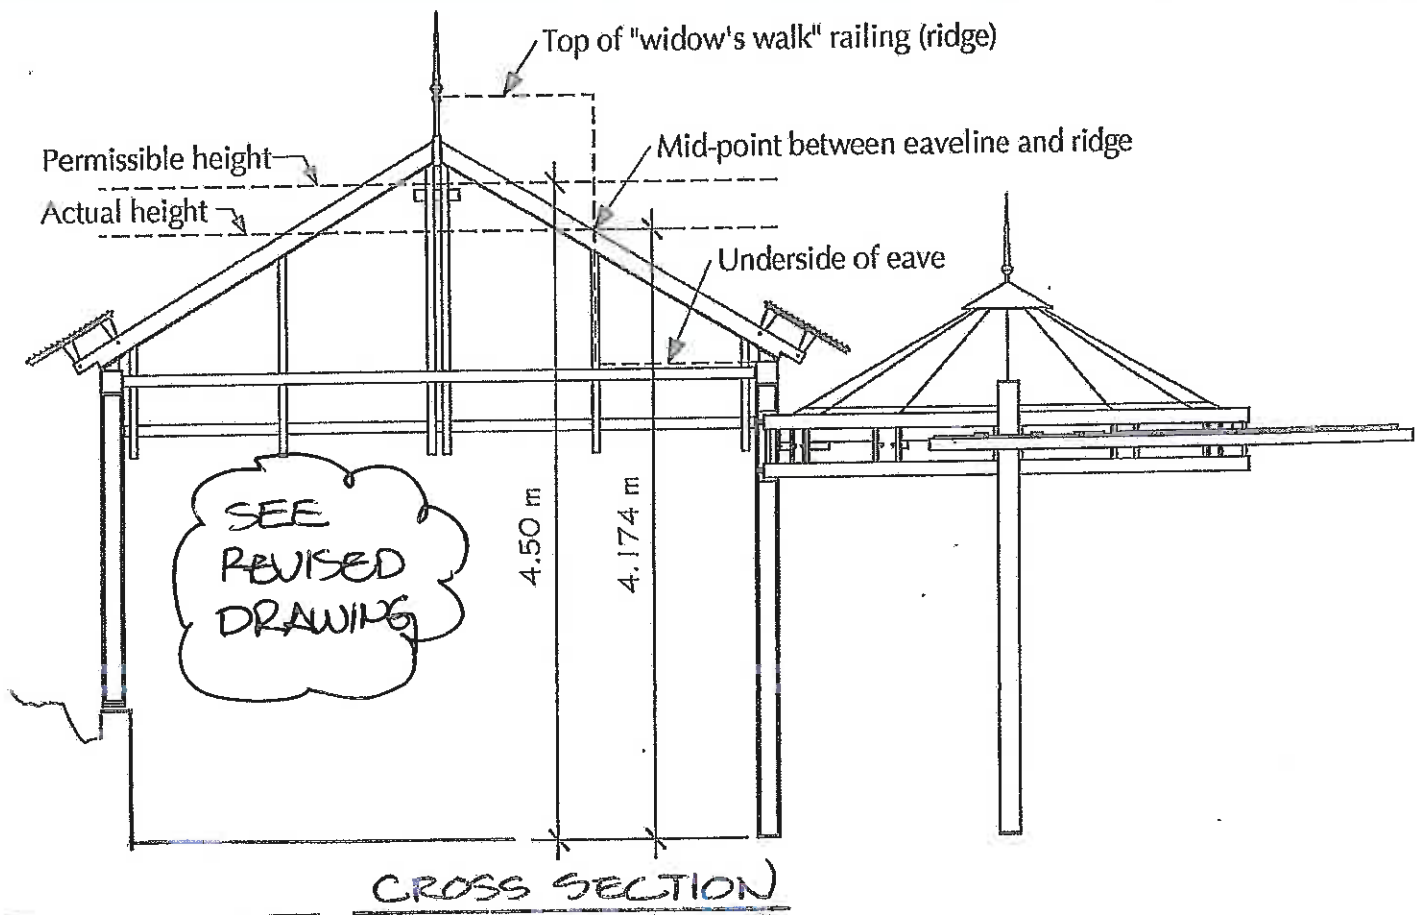 Top of "widow's walk" railing (ridge)
Permissible height
Mid-point between eaveline and ridge
Actual height
Underside of eave
4.50 m
4.174 m
SEE
REVISED
DRAWING
CROSS SECTION